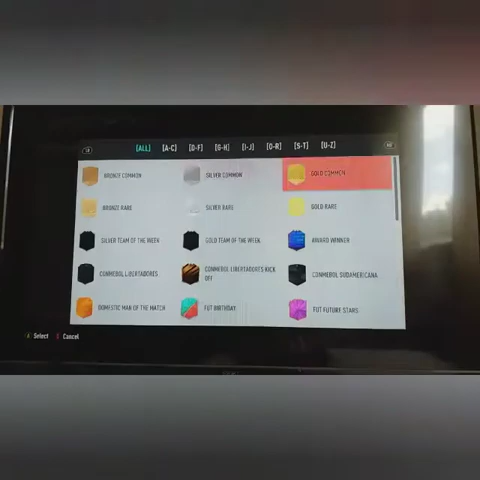 [ALL] [A-C] [D-F] [G-H] [I-J] [O-R] [S-T] [U-Z]
BRONZE COMMON SILVER COMMON GOLD COMMON
BRONZE RARE SILVER RARE GOLD RARE
SILVER TEAM OF THE WEEK GOLD TEAM OF THE WEEK AWARD WINNER
CONMEBOL LIBERTADORES CONMEBOL LIBERTADORES KICK OFF CONMEBOL SUDAMERICANA
DOMESTIC MAN OF THE MATCH FUT BIRTHDAY FUT FUTURE STARS
Select Cancel